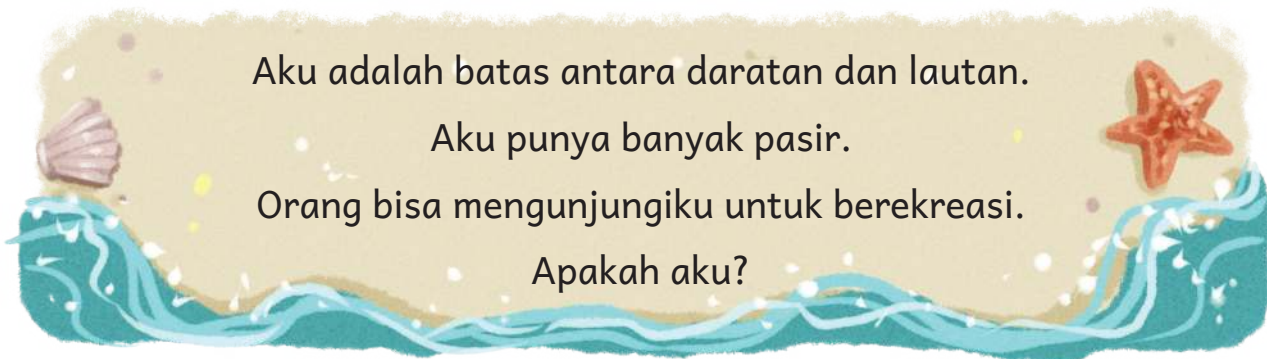 Aku adalah batas antara daratan dan lautan.
Aku punya banyak pasir.
Orang bisa mengunjungiku untuk berekreasi.
Apakah aku?